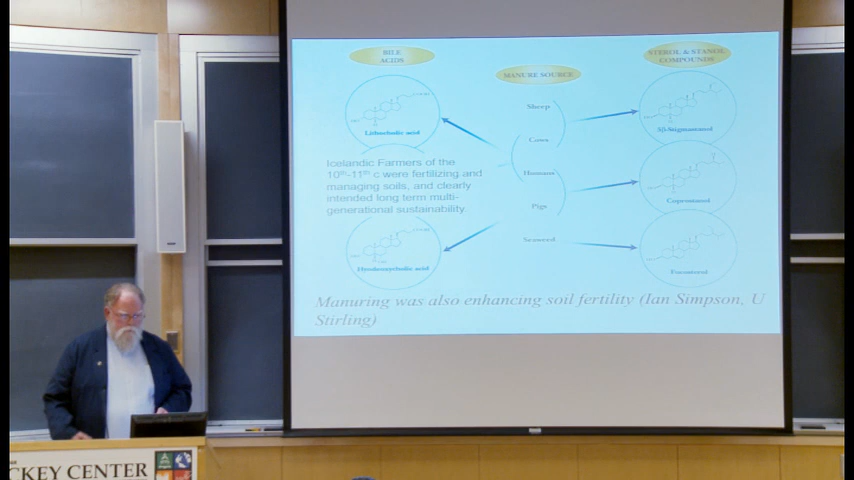 BILE
ACIDS
MANURE SOURCE
STEROL & STANOL
COMPOUNDS
Lithocholic acid
Sheep
Cows
Humans
Pigs
Seaweed
5β-Stigmastanol
Coprostanol
Fucosterol
Icelandic Farmers of the
10th-11th c were fertilizing and
managing soils, and clearly
intended long term multi-
generational sustainability
Hyodeoxycholic acid
Manuring was also enhancing soil fertility (Ian Simpson, U
Stirling)
CKEY CENTER